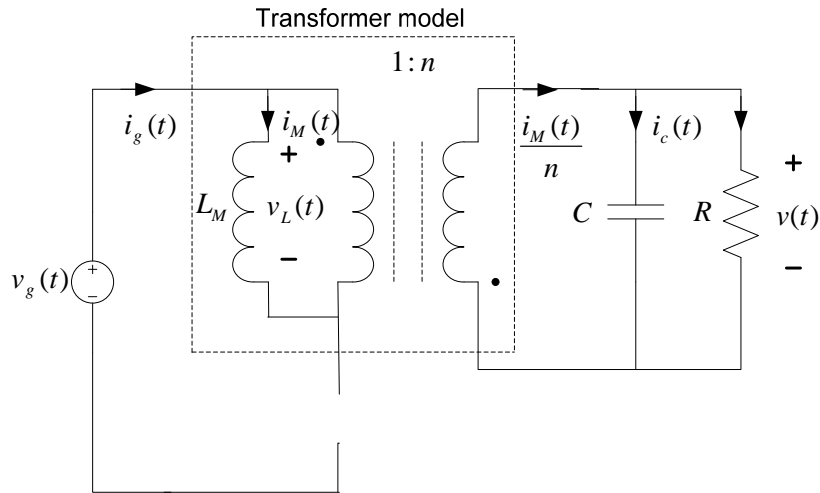 Transformer model
1:n
i_g(t)
i_M(t)
i_M(t)/n
i_c(t)
+
L_M
v_L(t)
−
C
R
+
v(t)
−
v_g(t)
+
−